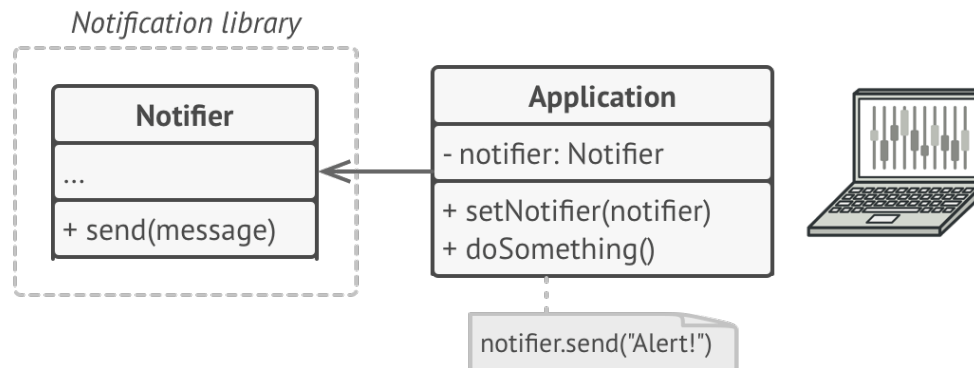 Notification library
Notifier
...
+ send(message)
Application
- notifier: Notifier
+ setNotifier(notifier)
+ doSomething()
notifier.send("Alert!")